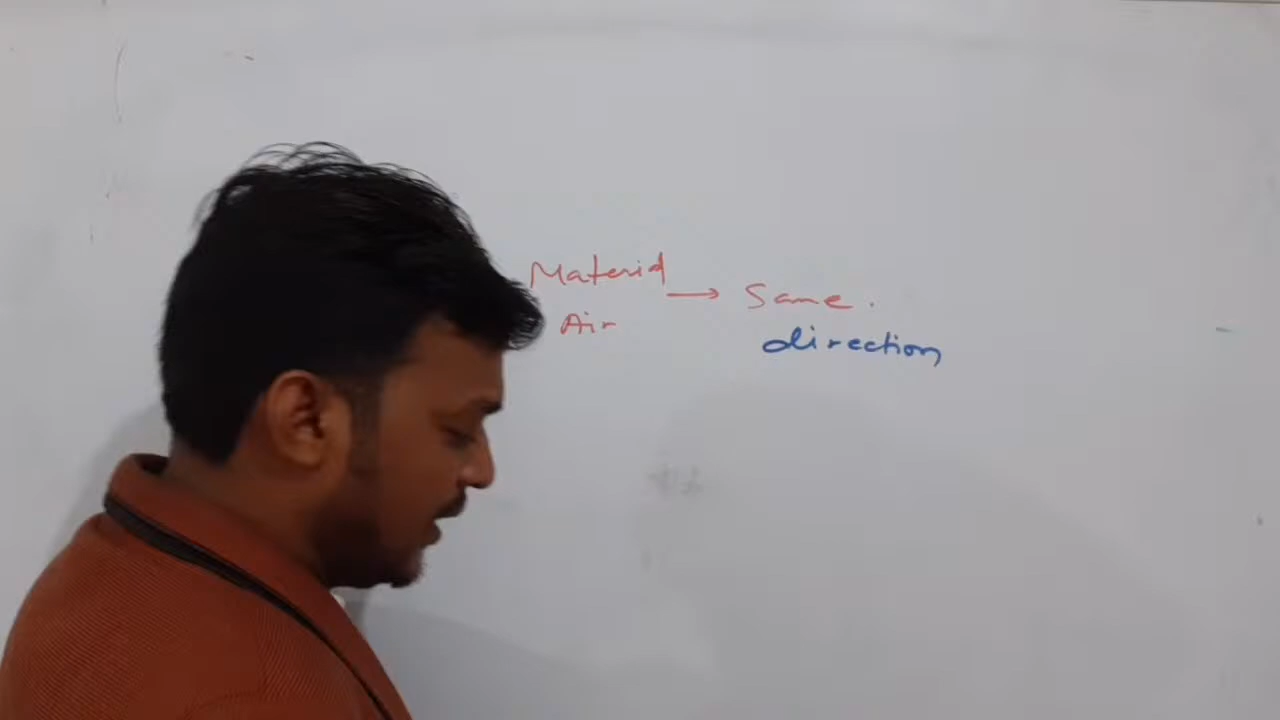 Material
→ Same.
Air
direction